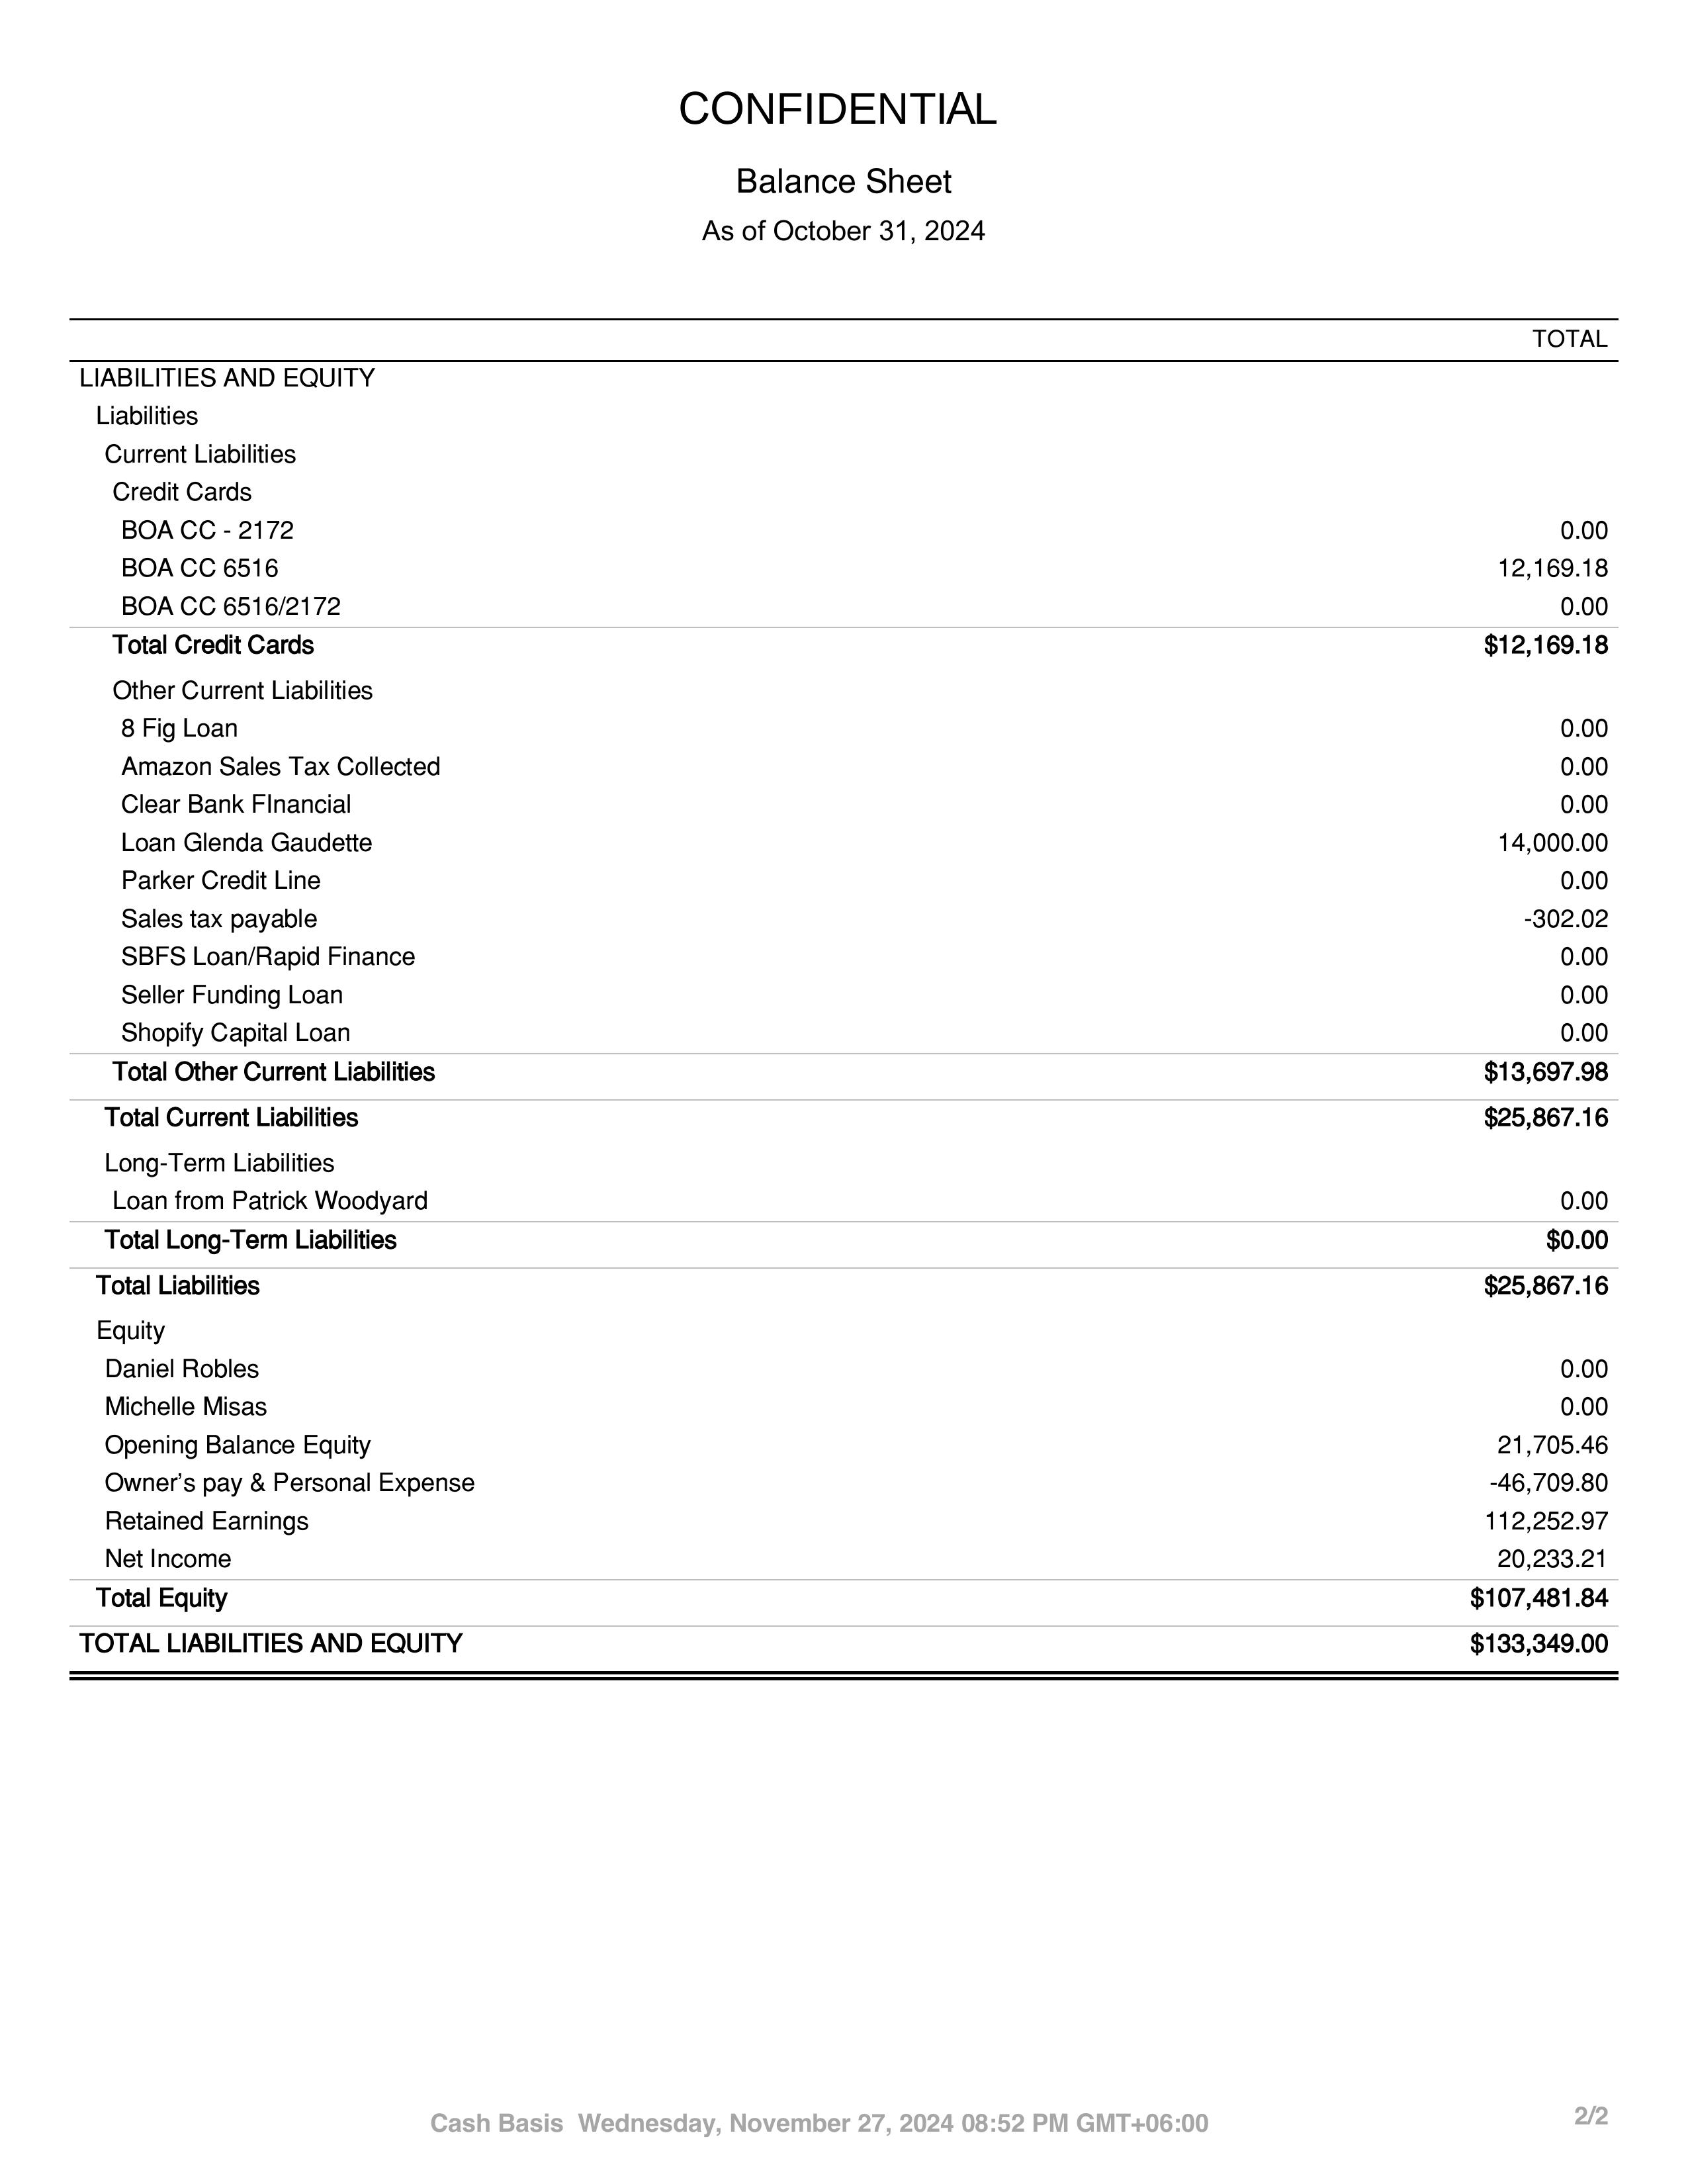 CONFIDENTIAL
Balance Sheet
As of October 31, 2024
TOTAL
LIABILITIES AND EQUITY
Liabilities
Current Liabilities
Credit Cards
BOA CC - 2172 0.00
BOA CC 6516 12,169.18
BOA CC 6516/2172 0.00
Total Credit Cards $12,169.18
Other Current Liabilities
8 Fig Loan 0.00
Amazon Sales Tax Collected 0.00
Clear Bank FInancial 0.00
Loan Glenda Gaudette 14,000.00
Parker Credit Line 0.00
Sales tax payable -302.02
SBFS Loan/Rapid Finance 0.00
Seller Funding Loan 0.00
Shopify Capital Loan 0.00
Total Other Current Liabilities $13,697.98
Total Current Liabilities $25,867.16
Long-Term Liabilities
Loan from Patrick Woodyard 0.00
Total Long-Term Liabilities $0.00
Total Liabilities $25,867.16
Equity
Daniel Robles 0.00
Michelle Misas 0.00
Opening Balance Equity 21,705.46
Owner's pay & Personal Expense -46,709.80
Retained Earnings 112,252.97
Net Income 20,233.21
Total Equity $107,481.84
TOTAL LIABILITIES AND EQUITY $133,349.00
Cash Basis Wednesday, November 27, 2024 08:52 PM GMT+06:00 2/2